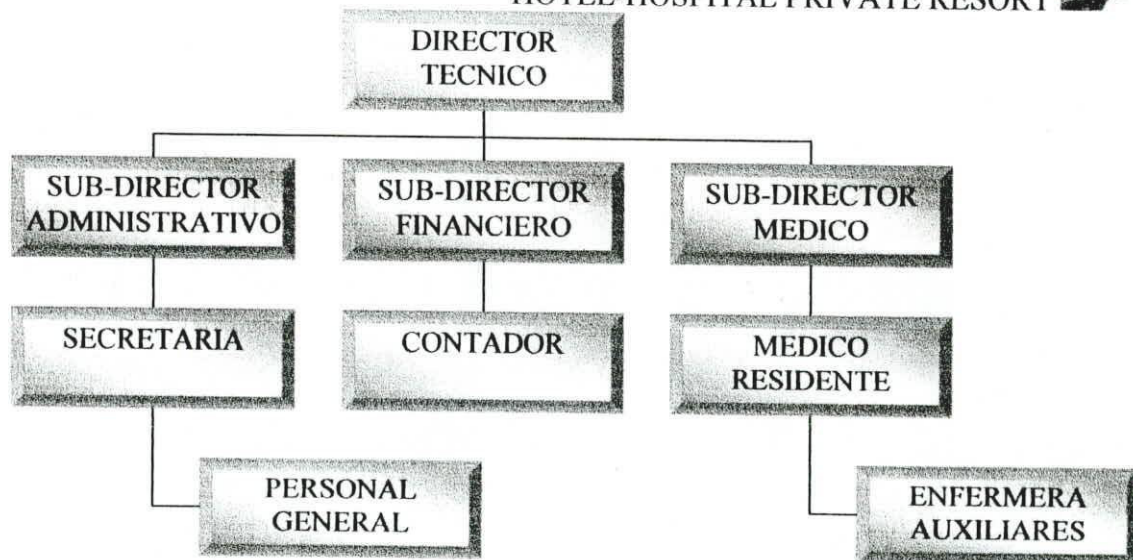 HOTEL-HOSPITAL PRIVATE RESORT
DIRECTOR
TECNICO
SUB-DIRECTOR
ADMINISTRATIVO
SUB-DIRECTOR
FINANCIERO
SUB-DIRECTOR
MEDICO
SECRETARIA
CONTADOR
MEDICO
RESIDENTE
PERSONAL
GENERAL
ENFERMERA
AUXILIARES